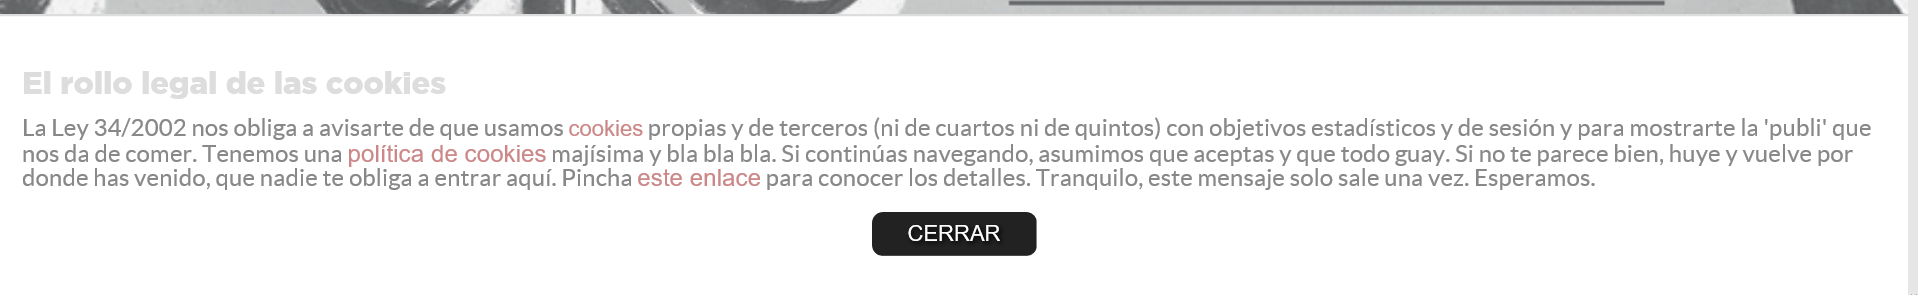 El rollo legal de las cookies
La Ley 34/2002 nos obliga a avisarte de que usamos cookies propias y de terceros (ni de cuartos ni de quintos) con objetivos estadísticos y de sesión y para mostrarte la 'publi' que
nos da de comer. Tenemos una política de cookies majísima y bla bla bla. Si continúas navegando, asumimos que aceptas y que todo guay. Si no te parece bien, huye y vuelve por
donde has venido, que nadie te obliga a entrar aquí. Pincha este enlace para conocer los detalles. Tranquilo, este mensaje solo sale una vez. Esperamos.
CERRAR